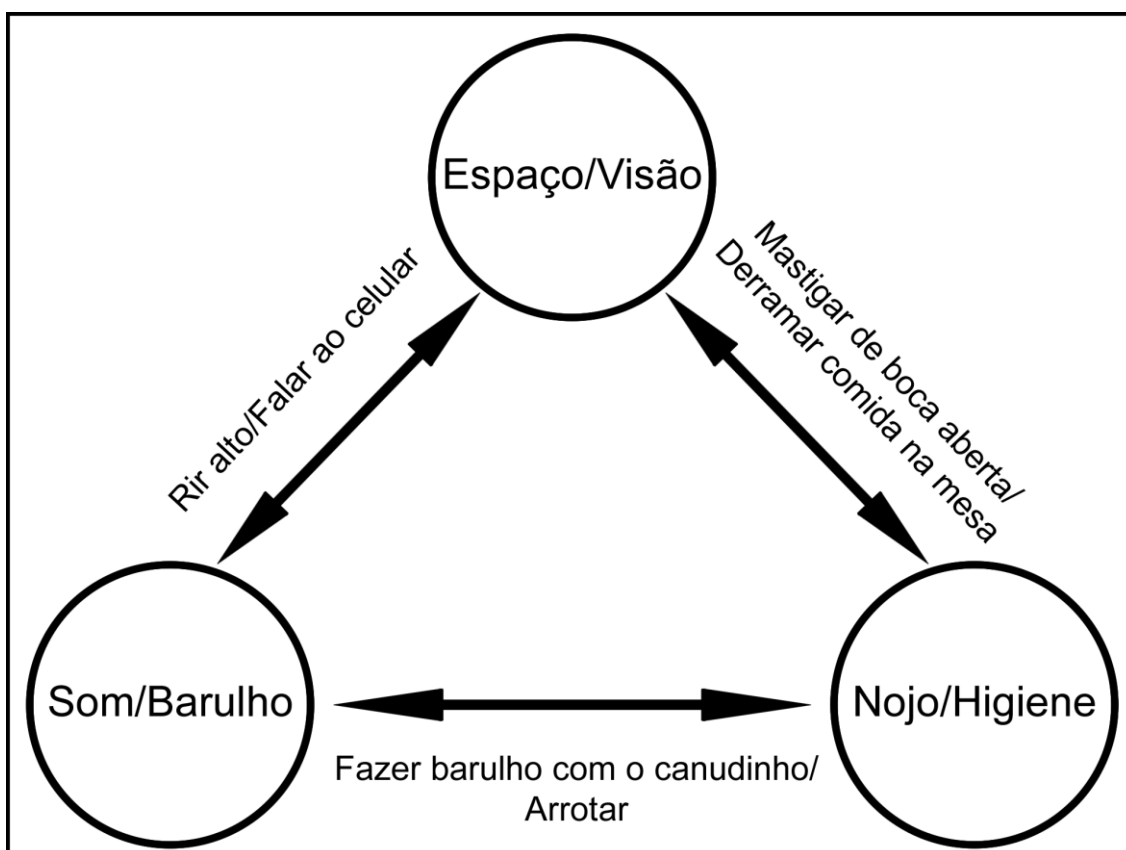 Espaço/Visão
Rir alto/Falar ao celular
Mastigar de boca aberta/
Derramar comida na mesa
Som/Barulho
Nojo/Higiene
Fazer barulho com o canudinho/
Arrotar